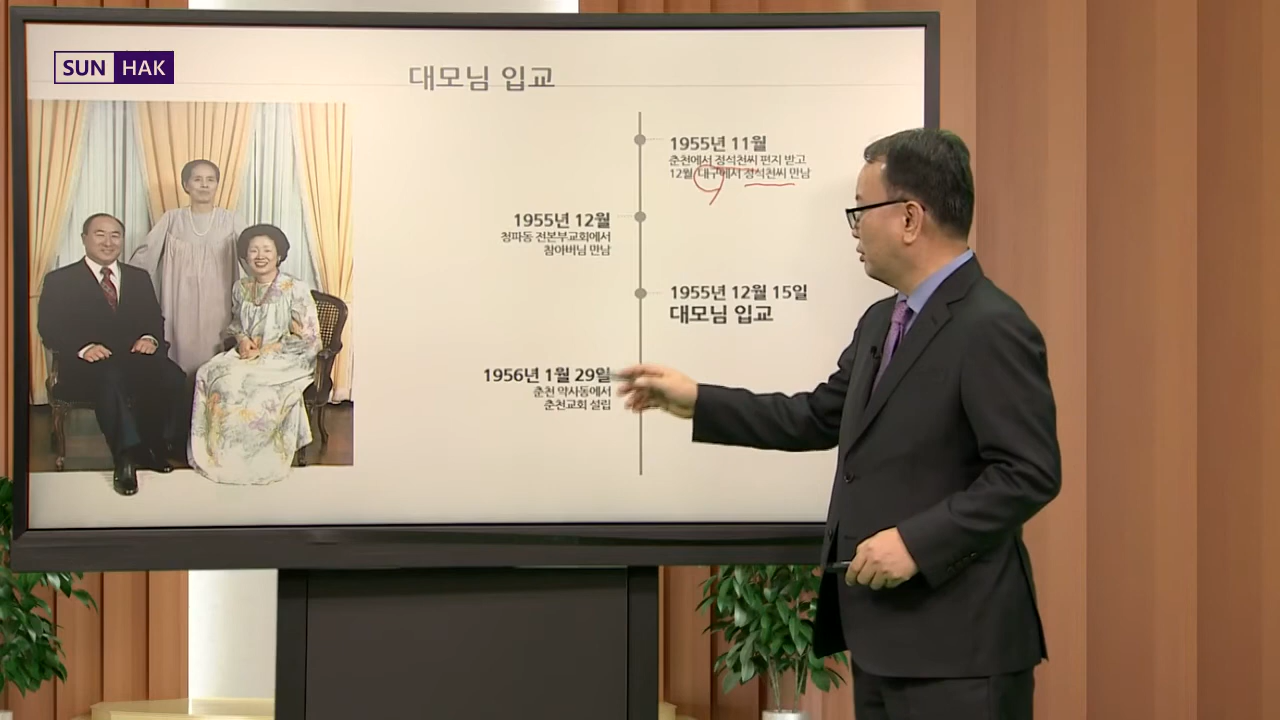 SUN HAK
대모님 입교
1955년 11월
춘천에서 정석천씨 편지 받고
12월 대구에서 정석천씨 만남
1955년 12월
청파동 전본부교회에서
참아버님 만남
1955년 12월 15일
대모님 입교
1956년 1월 29일
춘천 약사동에서
춘천교회 설립